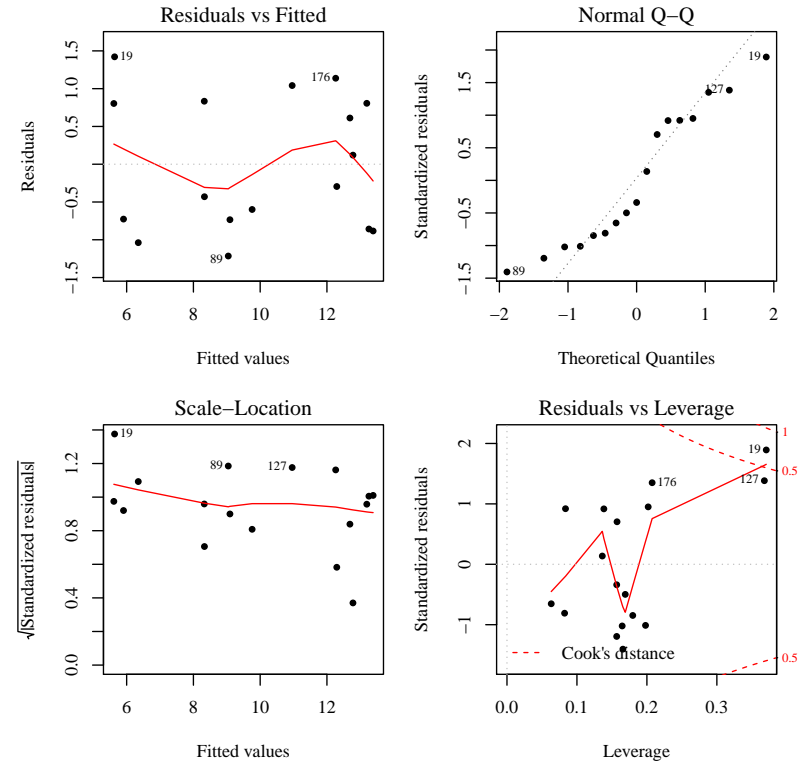 Residuals vs Fitted
Residuals
−1.5 −0.5 0.5 1.0 1.5
19
176
89
6 8 10 12
Fitted values
Normal Q−Q
Standardized residuals
−1.5 −0.5 0.5 1.5
19
127
89
−2 −1 0 1 2
Theoretical Quantiles
Scale−Location
√|Standardized residuals|
0.0 0.4 0.8 1.2
19
89
127
6 8 10 12
Fitted values
Residuals vs Leverage
Standardized residuals
−1 0 1 2
1
19
0.5
127
176
Cook's distance
0.5
0.0 0.1 0.2 0.3
Leverage